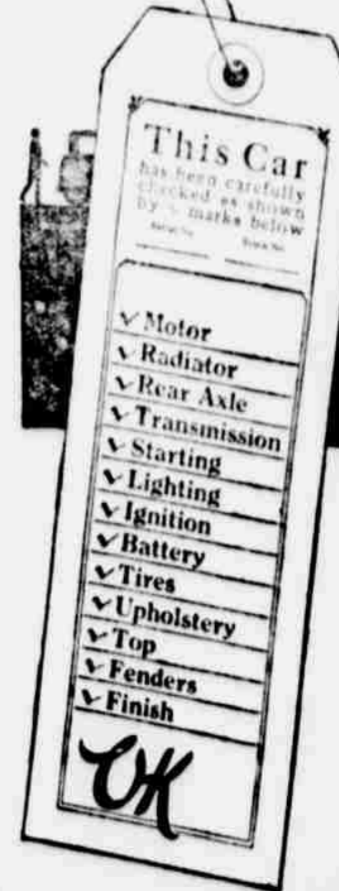 This Car
has been carefully
checked as shown
by √ marks below
√ Motor
√ Radiator
√ Rear Axle
√ Transmission
√ Starting
√ Lighting
√ Ignition
√ Battery
√ Tires
√ Upholstery
√ Top
√ Fenders
√ Finish
OK